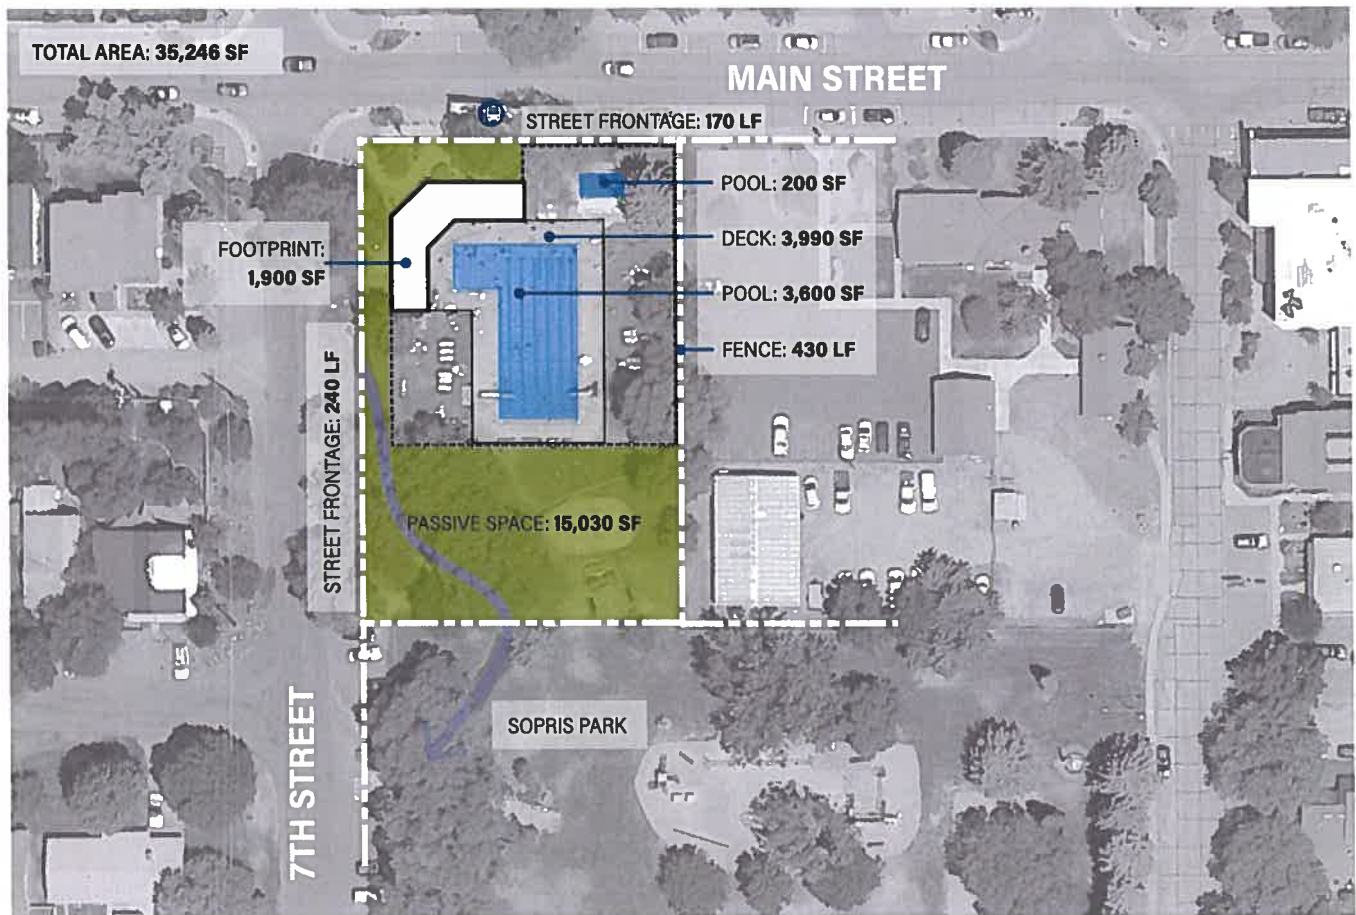 TOTAL AREA: 35,246 SF
MAIN STREET
STREET FRONTAGE: 170 LF
POOL: 200 SF
DECK: 3,990 SF
FOOTPRINT:
1,900 SF
POOL: 3,600 SF
FENCE: 430 LF
STREET FRONTAGE: 240 LF
PASSIVE SPACE: 15,030 SF
7TH STREET
SOPRIS PARK